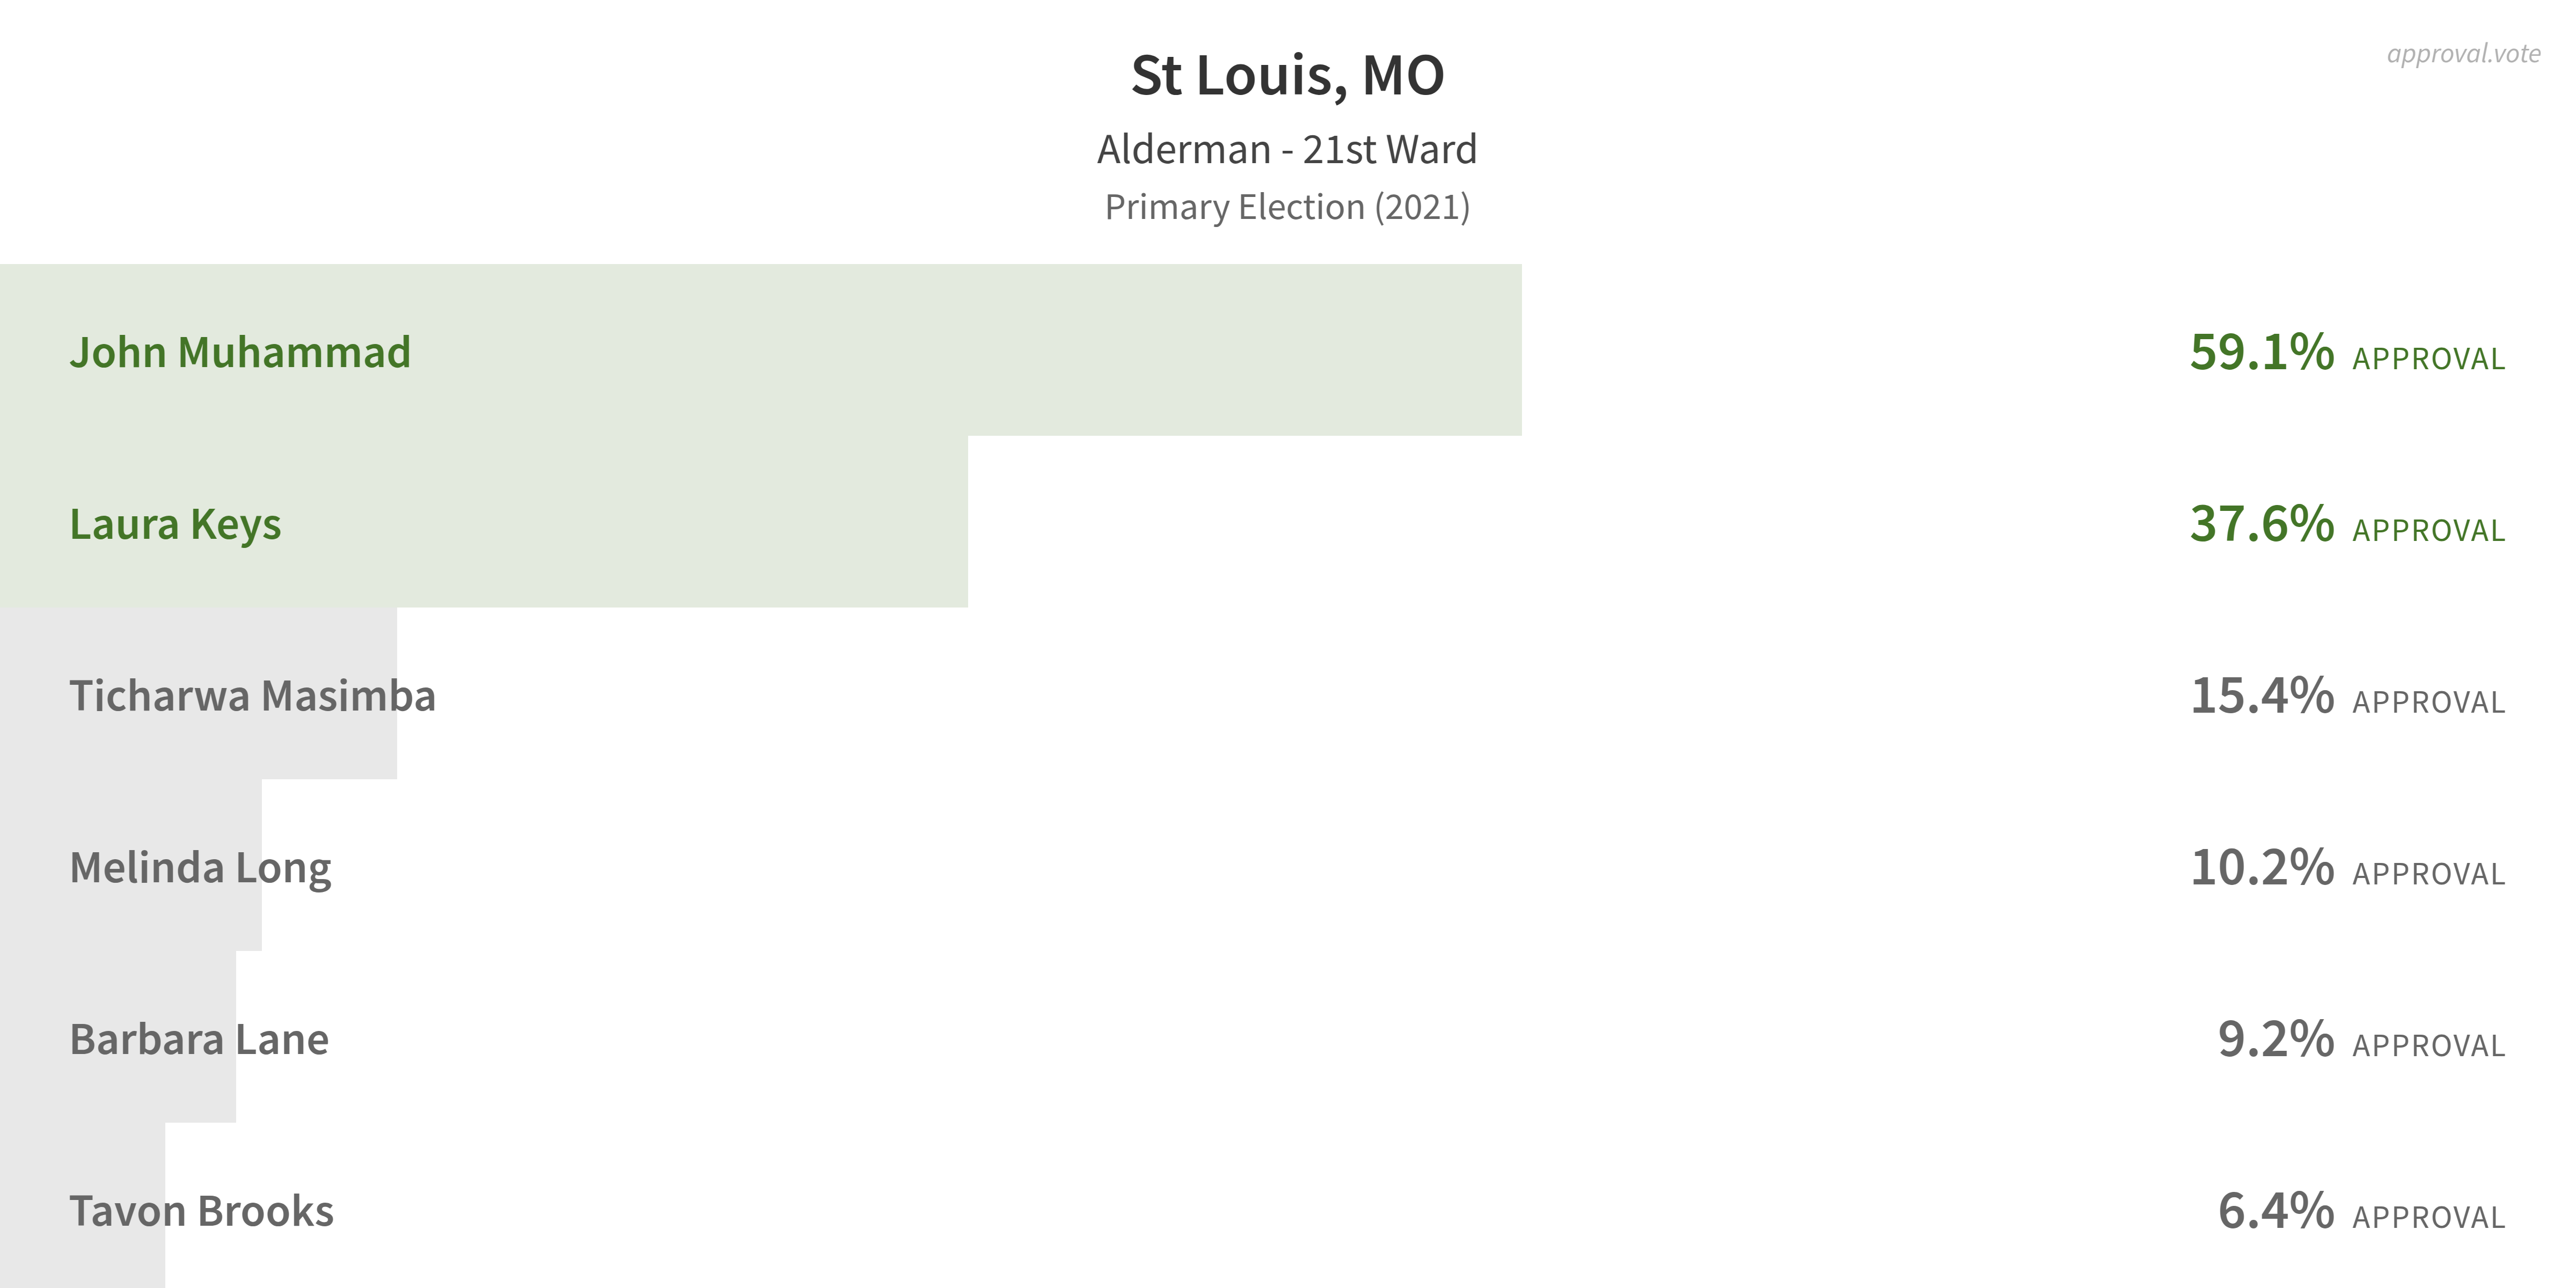 approval.vote
St Louis, MO
Alderman - 21st Ward
Primary Election (2021)
John Muhammad 59.1% APPROVAL
Laura Keys 37.6% APPROVAL
Ticharwa Masimba 15.4% APPROVAL
Melinda Long 10.2% APPROVAL
Barbara Lane 9.2% APPROVAL
Tavon Brooks 6.4% APPROVAL